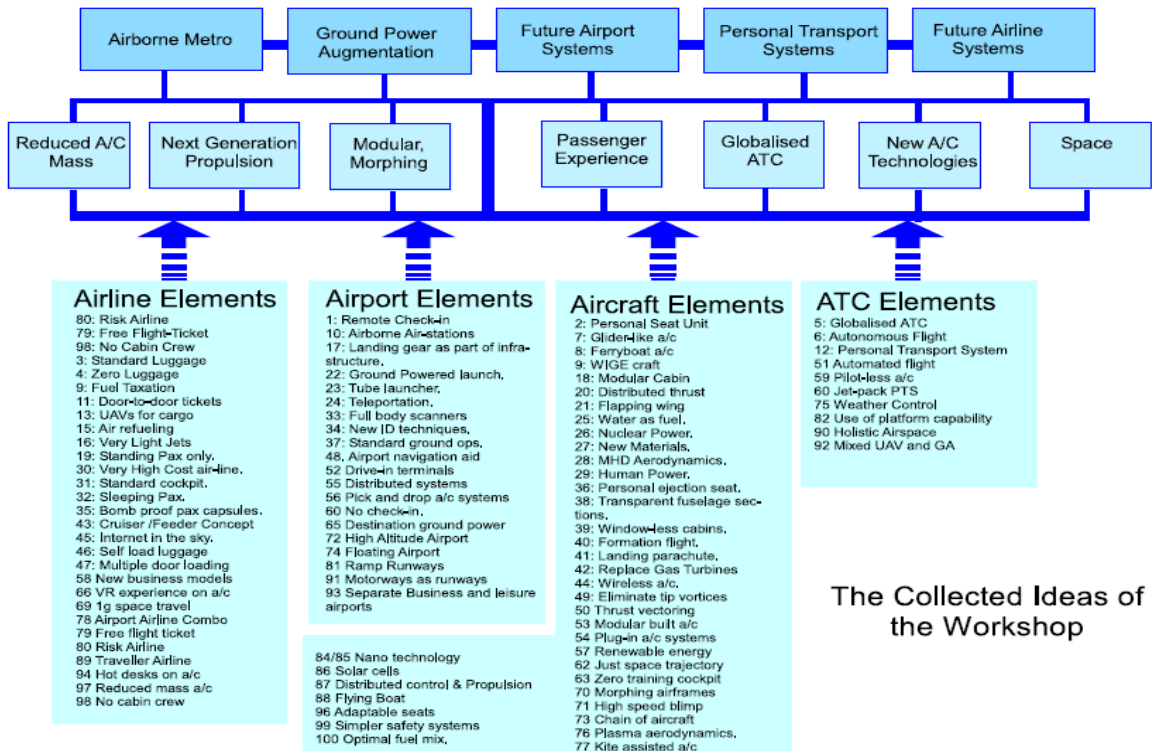 Airborne Metro
Ground Power
Augmentation
Future Airport
Systems
Personal Transport
Systems
Future Airline
Systems
Reduced A/C
Mass
Next Generation
Propulsion
Modular,
Morphing
Passenger
Experience
Globalised
ATC
New A/C
Technologies
Space
Airline Elements
80: Risk Airline
79: Free Flight-Ticket
98: No Cabin Crew
3: Standard Luggage
4: Zero Luggage
9: Fuel Taxation
11: Door-to-door tickets
13: UAVs for cargo
15: Air refueling
16: Very Light Jets
19: Standing Pax only.
30: Very High Cost air-line.
31: Standard cockpit.
32: Sleeping Pax.
35: Bomb proof pax capsules.
43: Cruiser /Feeder Concept
45: Internet in the sky.
46: Self load luggage
47: Multiple door loading
58 New business models
66 VR experience on a/c
69 1g space travel
78 Airport Airline Combo
79 Free flight ticket
80 Risk Airline
89 Traveller Airline
94 Hot desks on a/c
97 Reduced mass a/c
98 No cabin crew
Airport Elements
1: Remote Check-in
10: Airborne Air-stations
17: Landing gear as part of infra-
structure.
22: Ground Powered launch.
23: Tube launcher.
24: Teleportation.
33: Full body scanners
34: New ID techniques.
37: Standard ground ops.
48. Airport navigation aid
52 Drive-in terminals
55 Distributed systems
56 Pick and drop a/c systems
60 No check-in.
65 Destination ground power
72 High Altitude Airport
74 Floating Airport
81 Ramp Runways
91 Motorways as runways
93 Separate Business and leisure
airports
84/85 Nano technology
86 Solar cells
87 Distributed control & Propulsion
88 Flying Boat
96 Adaptable seats
99 Simpler safety systems
100 Optimal fuel mix.
Aircraft Elements
2: Personal Seat Unit
7: Glider-like a/c
8: Ferryboat a/c
9: WIGE craft
18: Modular Cabin
20: Distributed thrust
21: Flapping wing
25: Water as fuel.
26: Nuclear Power.
27: New Materials.
28: MHD Aerodynamics.
29: Human Power.
36: Personal ejection seat.
38: Transparent fuselage sec-
tions.
39: Window-less cabins.
40: Formation flight.
41: Landing parachute.
42: Replace Gas Turbines
44: Wireless a/c.
49: Eliminate tip vortices
50 Thrust vectoring
53 Modular built a/c
54 Plug-in a/c systems
57 Renewable energy
62 Just space trajectory
63 Zero training cockpit
70 Morphing airframes
71 High speed blimp
73 Chain of aircraft
76 Plasma aerodynamics.
77 Kite assisted a/c
ATC Elements
5: Globalised ATC
6: Autonomous Flight
12: Personal Transport System
51 Automated flight
59 Pilot-less a/c
60 Jet-pack PTS
75 Weather Control
82 Use of platform capability
90 Holistic Airspace
92 Mixed UAV and GA
The Collected Ideas of
the Workshop